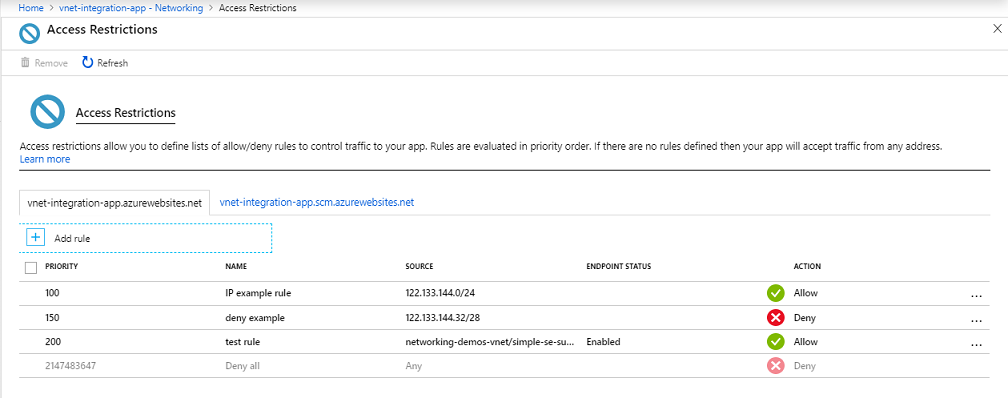 Home > vnet-integration-app - Networking > Access Restrictions
Access Restrictions
Remove Refresh
Access Restrictions
Access restrictions allow you to define lists of allow/deny rules to control traffic to your app. Rules are evaluated in priority order. If there are no rules defined then your app will accept traffic from any address.
Learn more
vnet-integration-app.azurewebsites.net vnet-integration-app.scm.azurewebsites.net
+ Add rule
PRIORITY NAME SOURCE ENDPOINT STATUS ACTION
100 IP example rule 122.133.144.0/24 Allow ...
150 deny example 122.133.144.32/28 Deny ...
200 test rule networking-demos-vnet/simple-se-su... Enabled Allow ...
2147483647 Deny all Any Deny